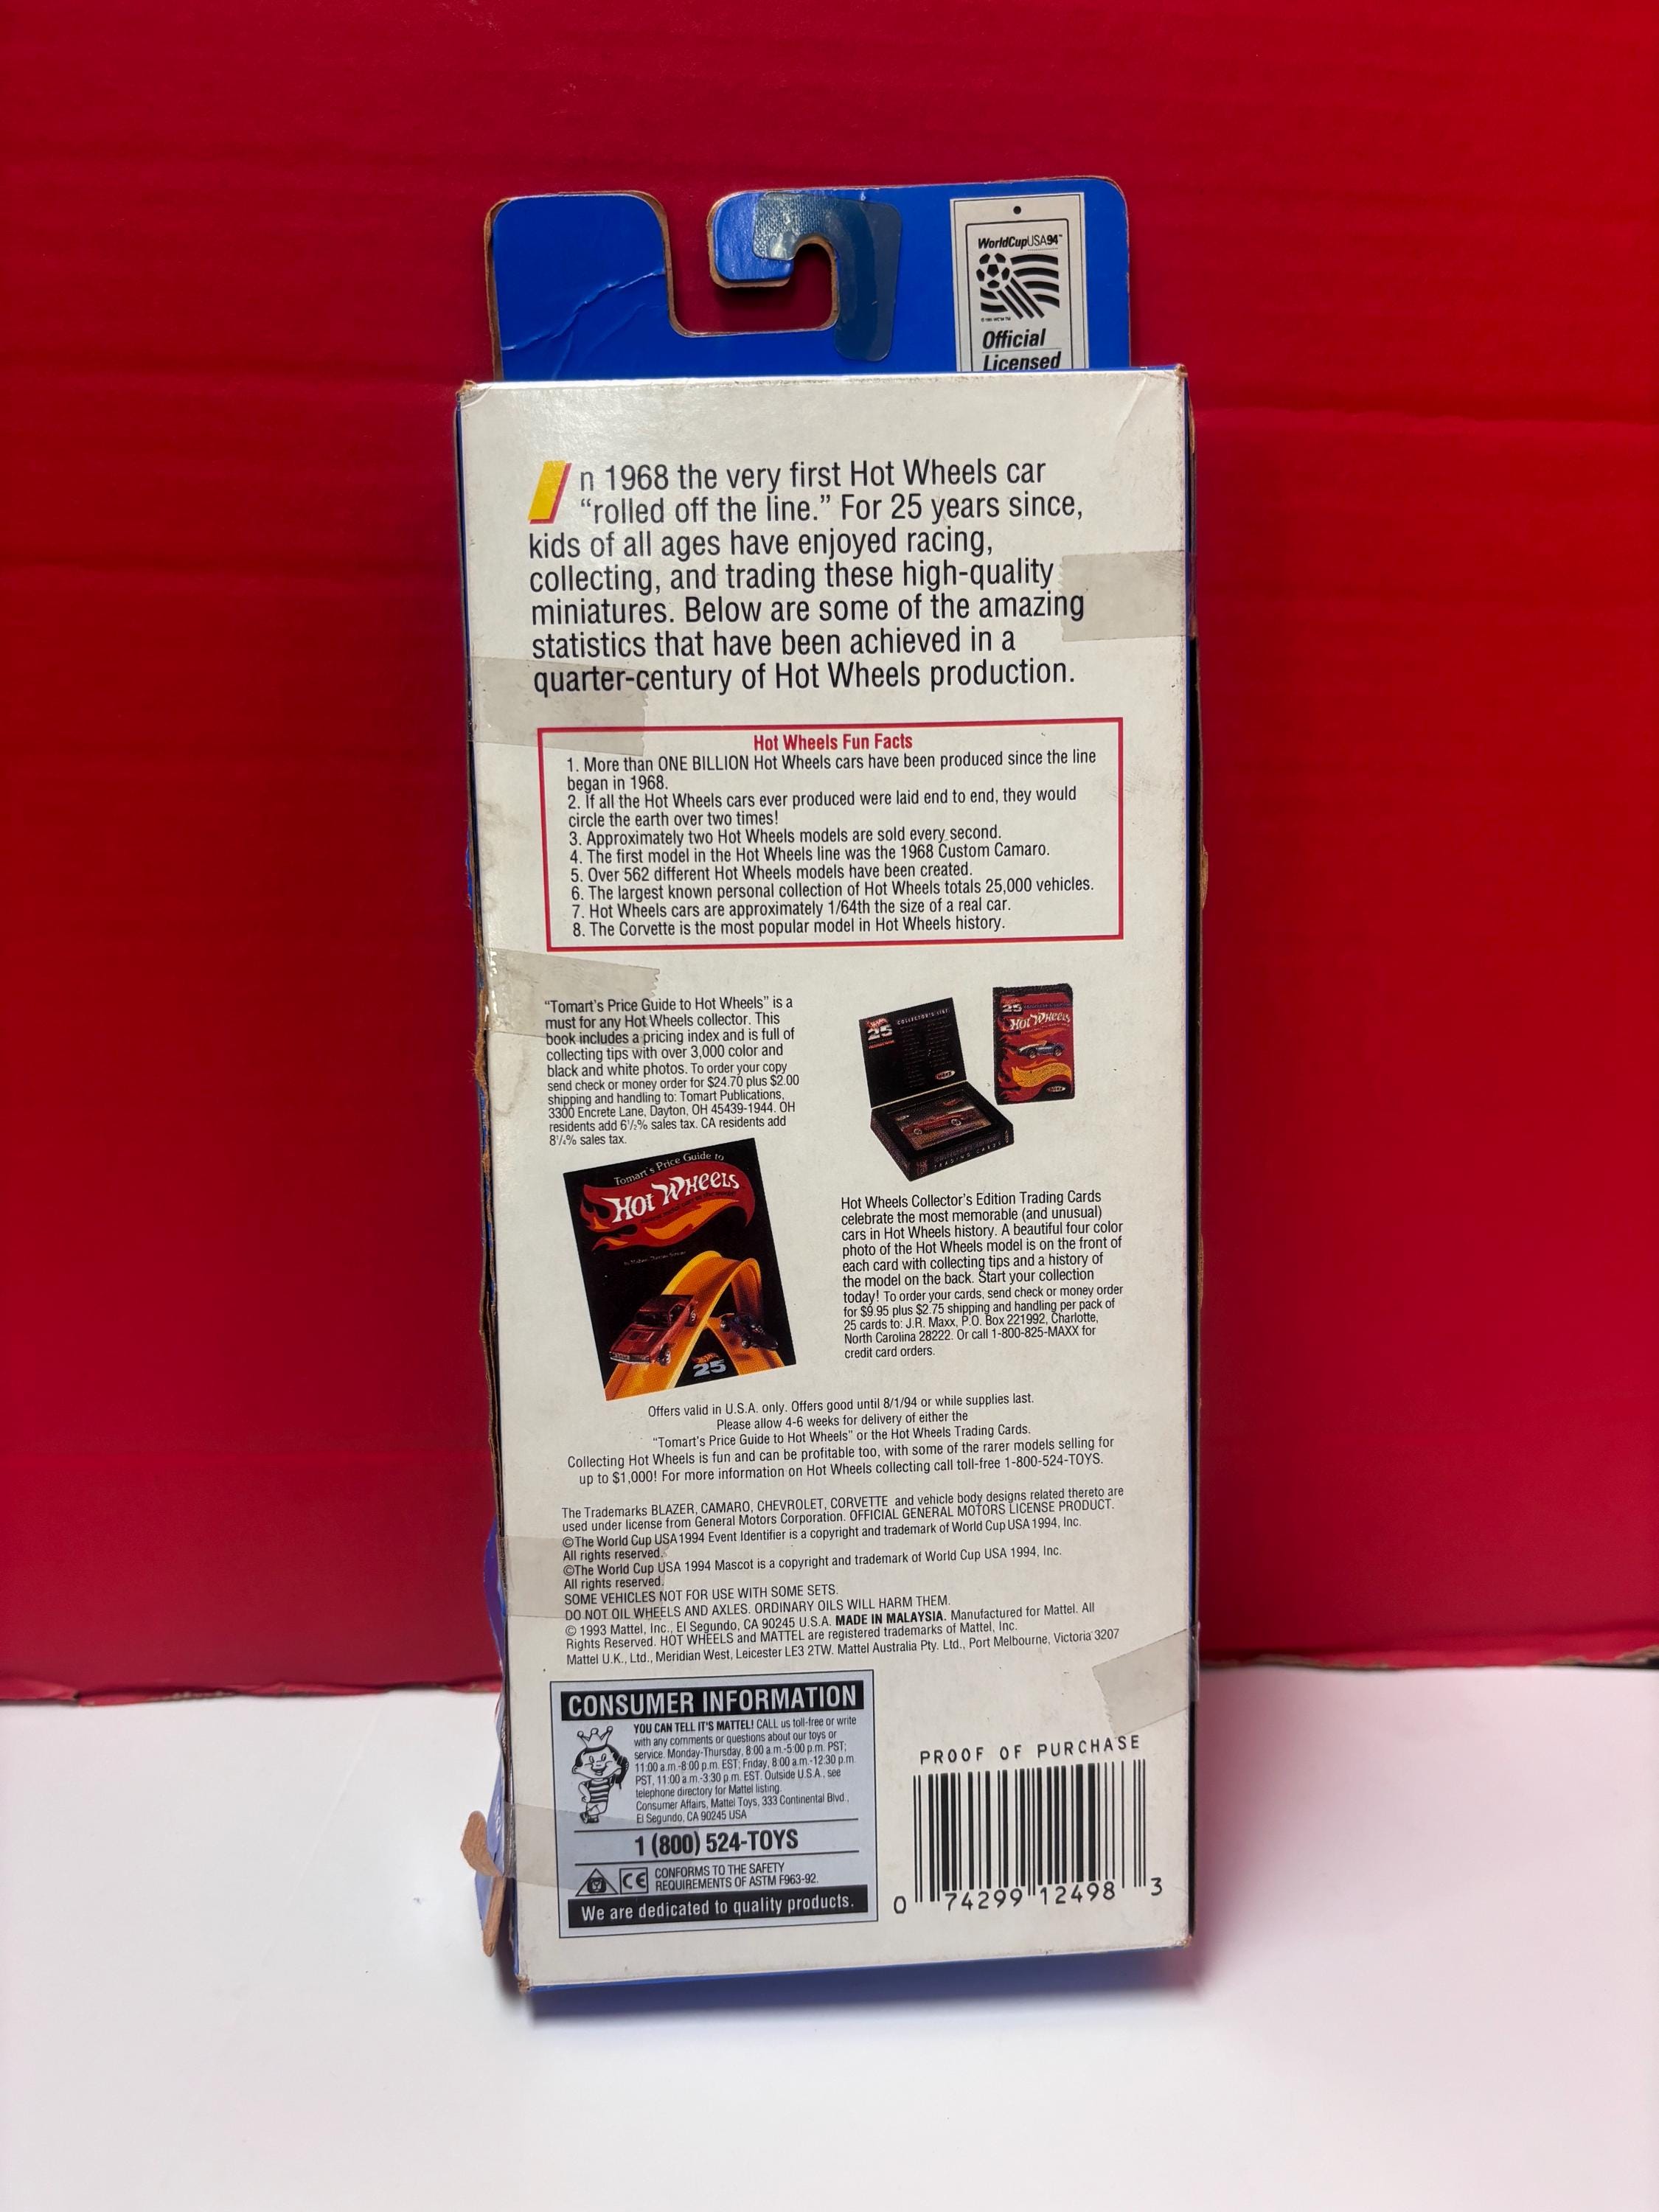 WorldCupUSA94™
Official
Licensed
In 1968 the very first Hot Wheels car
“rolled off the line.” For 25 years since,
kids of all ages have enjoyed racing,
collecting, and trading these high-quality
miniatures. Below are some of the amazing
statistics that have been achieved in a
quarter-century of Hot Wheels production.
Hot Wheels Fun Facts
1. More than ONE BILLION Hot Wheels cars have been produced since the line
began in 1968.
2. If all the Hot Wheels cars ever produced were laid end to end, they would
circle the earth over two times!
3. Approximately two Hot Wheels models are sold every second.
4. The first model in the Hot Wheels line was the 1968 Custom Camaro.
5. Over 562 different Hot Wheels models have been created.
6. The largest known personal collection of Hot Wheels totals 25,000 vehicles.
7. Hot Wheels cars are approximately 1/64th the size of a real car.
8. The Corvette is the most popular model in Hot Wheels history.
“Tomart's Price Guide to Hot Wheels” is a
must for any Hot Wheels collector. This
book includes a pricing index and is full of
collecting tips with over 3,000 color and
black and white photos. To order your copy
send check or money order for $24.70 plus $2.00
shipping and handling to: Tomart Publications,
3300 Encrete Lane, Dayton, OH 45439-1944. OH
residents add 6½% sales tax. CA residents add
8¼% sales tax.
Tomart's Price Guide to
HOT WHEELS
25
25
COLLECTOR'S LIST
25
HOT WHEELS
TRADING CARDS
Hot Wheels Collector's Edition Trading Cards
celebrate the most memorable (and unusual)
cars in Hot Wheels history. A beautiful four color
photo of the Hot Wheels model is on the front of
each card with collecting tips and a history of
the model on the back. Start your collection
today! To order your cards, send check or money order
for $9.95 plus $2.75 shipping and handling per pack of
25 cards to: J.R. Maxx, P.O. Box 221992, Charlotte,
North Carolina 28222. Or call 1-800-825-MAXX for
credit card orders.
Offers valid in U.S.A. only. Offers good until 8/1/94 or while supplies last.
Please allow 4-6 weeks for delivery of either the
“Tomart's Price Guide to Hot Wheels” or the Hot Wheels Trading Cards.
Collecting Hot Wheels is fun and can be profitable too, with some of the rarer models selling for
up to $1,000! For more information on Hot Wheels collecting call toll-free 1-800-524-TOYS.
The Trademarks BLAZER, CAMARO, CHEVROLET, CORVETTE and vehicle body designs related thereto are
used under license from General Motors Corporation. OFFICIAL GENERAL MOTORS LICENSE PRODUCT.
©The World Cup USA1994 Event Identifier is a copyright and trademark of World Cup USA 1994, Inc.
All rights reserved.
©The World Cup USA 1994 Mascot is a copyright and trademark of World Cup USA 1994, Inc.
All rights reserved.
SOME VEHICLES NOT FOR USE WITH SOME SETS.
DO NOT OIL WHEELS AND AXLES. ORDINARY OILS WILL HARM THEM.
© 1993 Mattel, Inc., El Segundo, CA 90245 U.S.A. MADE IN MALAYSIA. Manufactured for Mattel. All
Rights Reserved. HOT WHEELS and MATTEL are registered trademarks of Mattel, Inc.
Mattel U.K., Ltd., Meridian West, Leicester LE3 2TW. Mattel Australia Pty. Ltd., Port Melbourne, Victoria 3207
CONSUMER INFORMATION
YOU CAN TELL IT'S MATTEL! CALL us toll-free or write
with any comments or questions about our toys or
service. Monday-Thursday, 8:00 a.m.-5:00 p.m. PST;
11:00 a.m.-8:00 p.m. EST; Friday, 8:00 a.m.-12:30 p.m.
PST, 11:00 a.m.-3:30 p.m. EST. Outside U.S.A., see
telephone directory for Mattel listing.
Consumer Affairs, Mattel Toys, 333 Continental Blvd.,
El Segundo, CA 90245 USA
1 (800) 524-TOYS
CE
CONFORMS TO THE SAFETY
REQUIREMENTS OF ASTM F963-92.
We are dedicated to quality products.
PROOF OF PURCHASE
0 74299 12498 3